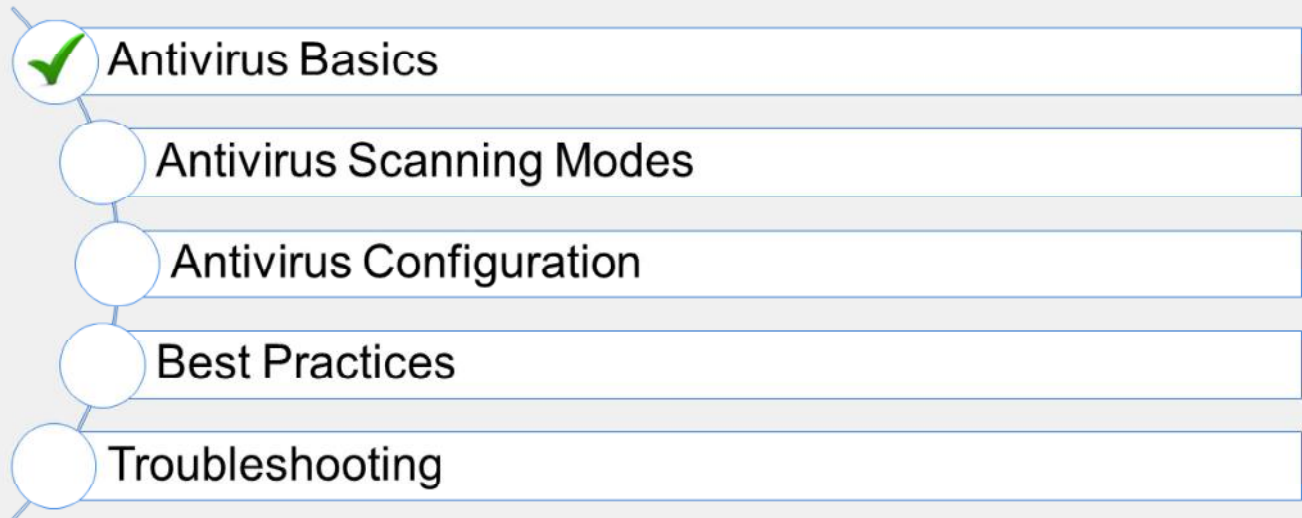 Antivirus Basics
Antivirus Scanning Modes
Antivirus Configuration
Best Practices
Troubleshooting